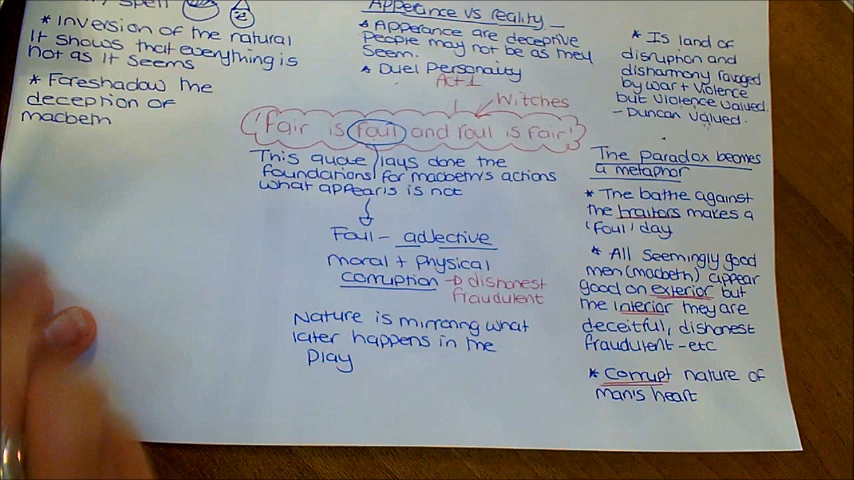 spell
2
* Inversion of the natural
It shows that everything is
not as it seems
* Foreshadow the
deception of
macbeth
Apperance vs reality -
* Apperance are deceptive
People may not be as they
seem.
* Duel Personality
Act 1
Witches
'Fair is foul and foul is fair'
This quote lays done the
foundations for macbeth's actions
what appearis is not
Foul - adjective
moral + physical
corruption → dishonest
fraudulent
Nature is mirroring what
later happens in the
Play
* Is land of
disruption and
disharmony ravaged
by war + violence
but violence valued.
- Duncan valued.
The Paradox becomes
a metaphor
* The battle against
the traitors makes a
'foul' day
* All seemingly good
men (macbeth) appear
good on exterior but
the interior they are
deceitful, dishonest
fraudulent - etc
* Corrupt nature of
man's heart